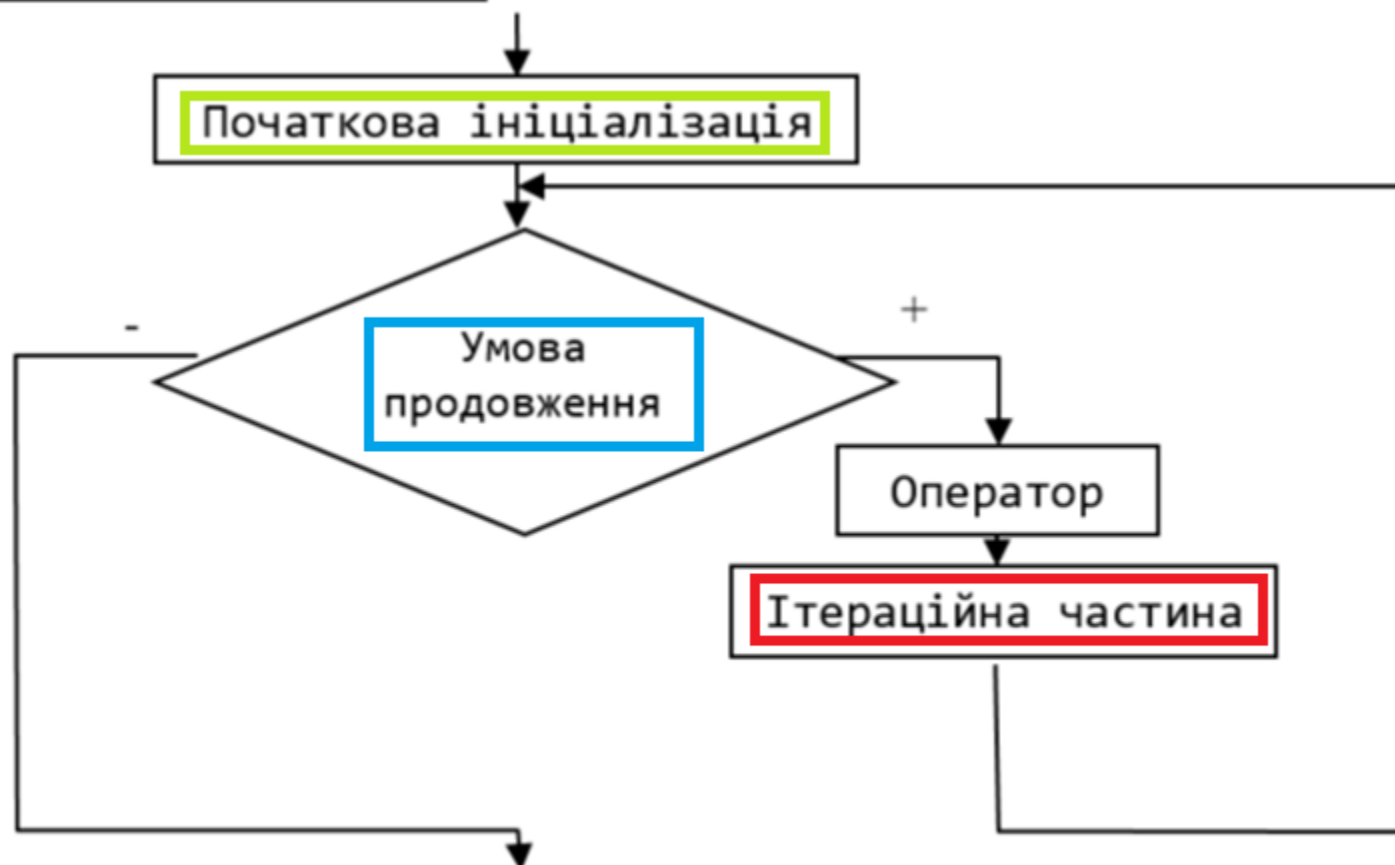 Початкова ініціалізація
-
+
Умова
продовження
Оператор
Ітераційна частина